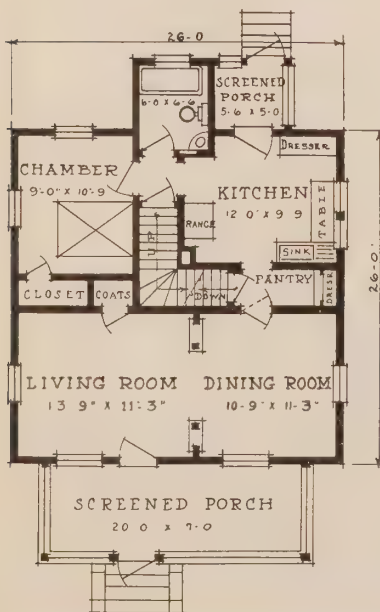 26-0
SCREENED
PORCH
5-6 x 5-0
6-0 x 6-6
DRESSER
CHAMBER
9'-0" x 10-9
KITCHEN
12 0" x 9 9
TABLE
RANGE
UP
SINK
26-0"
CLOSET
COATS
DOWN
PANTRY
DRESR
LIVING ROOM
13 9" x 11-3"
DINING ROOM
10-9" x 11-3"
SCREENED PORCH
20 0 x 7-0